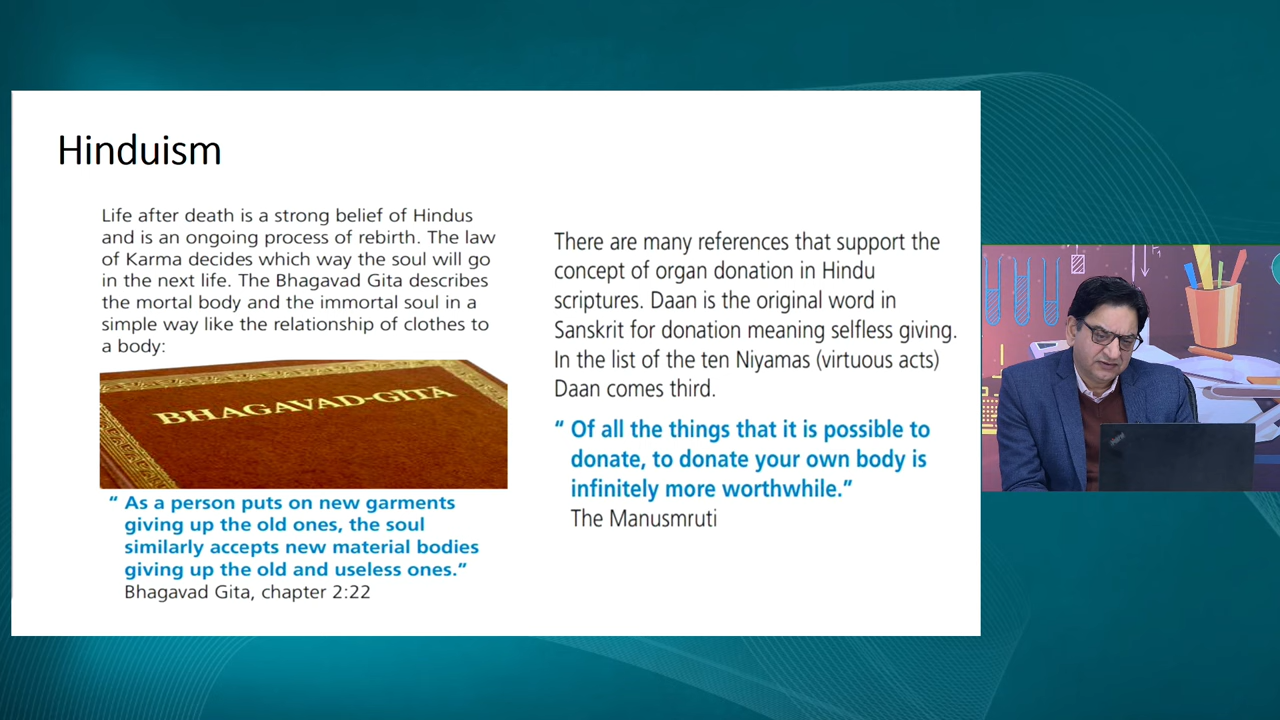 Hinduism
Life after death is a strong belief of Hindus
and is an ongoing process of rebirth. The law
of Karma decides which way the soul will go
in the next life. The Bhagavad Gita describes
the mortal body and the immortal soul in a
simple way like the relationship of clothes to
a body:
BHAGAVAD-GITA
“ As a person puts on new garments
giving up the old ones, the soul
similarly accepts new material bodies
giving up the old and useless ones.”
Bhagavad Gita, chapter 2:22
There are many references that support the
concept of organ donation in Hindu
scriptures. Daan is the original word in
Sanskrit for donation meaning selfless giving.
In the list of the ten Niyamas (virtuous acts)
Daan comes third.
“ Of all the things that it is possible to
donate, to donate your own body is
infinitely more worthwhile.”
The Manusmruti